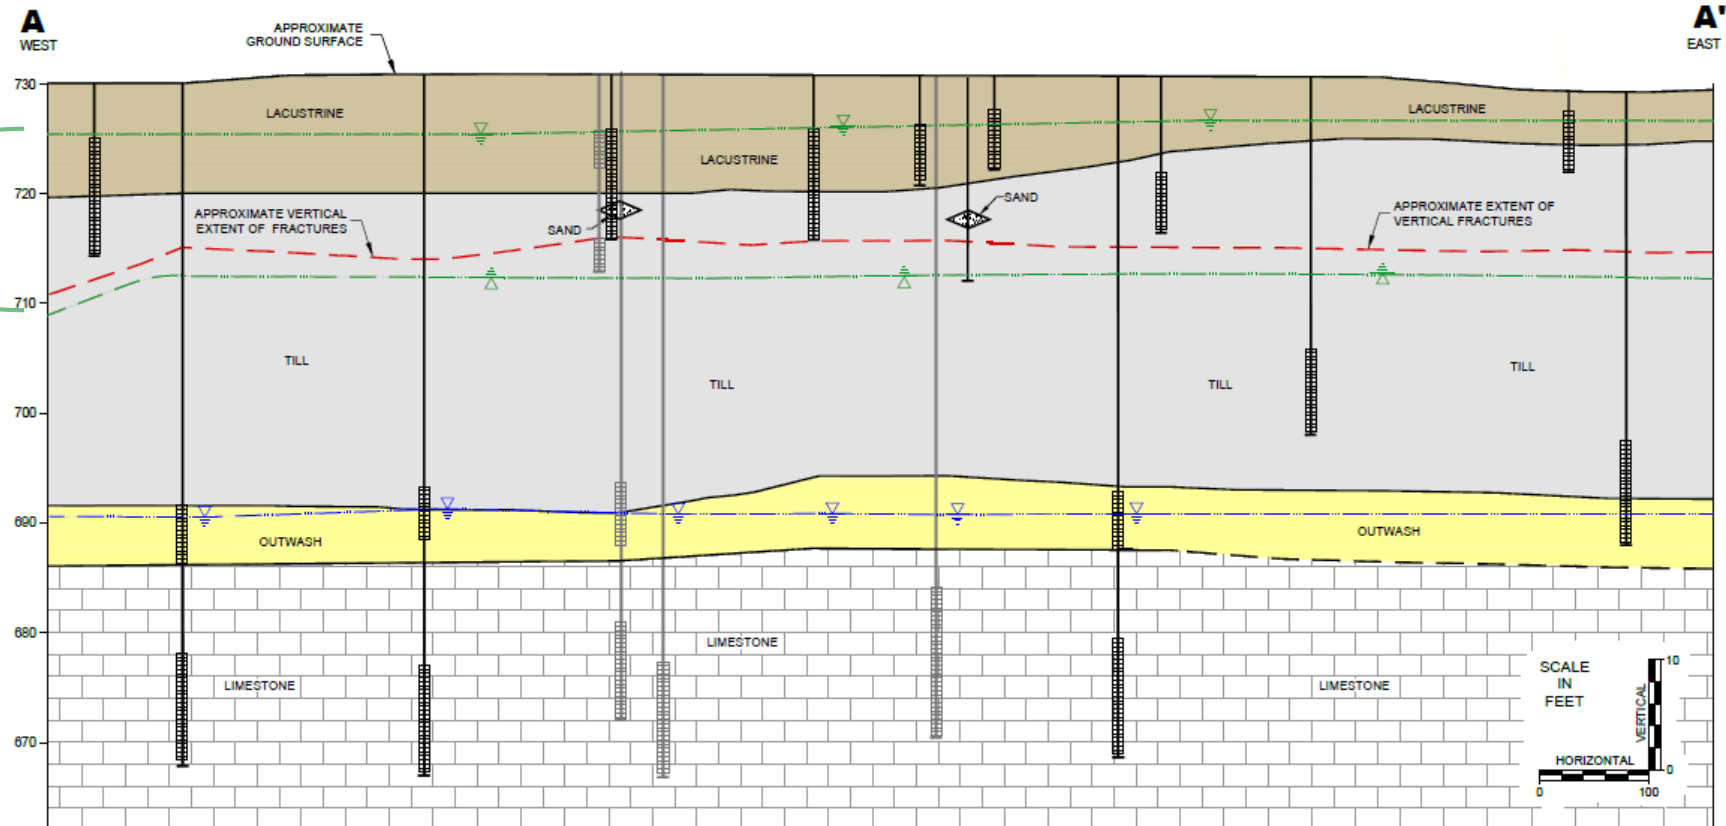 A
WEST
APPROXIMATE
GROUND SURFACE
A'
EAST
730
720
710
700
690
680
670
LACUSTRINE
LACUSTRINE
LACUSTRINE
APPROXIMATE VERTICAL
EXTENT OF FRACTURES
SAND
SAND
APPROXIMATE EXTENT OF
VERTICAL FRACTURES
TILL
TILL
TILL
TILL
OUTWASH
OUTWASH
LIMESTONE
LIMESTONE
LIMESTONE
SCALE
IN
FEET
VERTICAL
10
0
HORIZONTAL
0
100